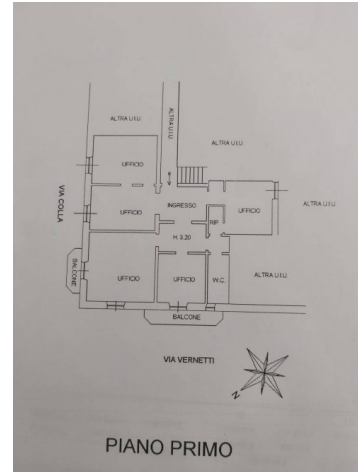 ALTRA U.I.U.
ALTRA U.I.U.
ALTRA U.I.U.
UFFICIO
ALTRA U.I.U.
VIA COLLA
UFFICIO
INGRESSO
UFFICIO
RIP
H. 3.20
BALCONE
UFFICIO
UFFICIO
W.C.
ALTRA U.I.U.
BALCONE
VIA VERNETTI
N
PIANO PRIMO